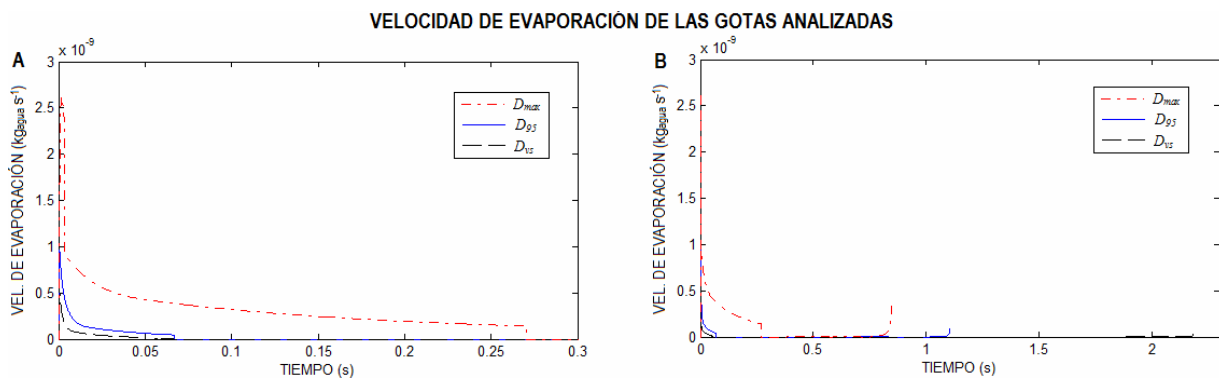 VELOCIDAD DE EVAPORACIÓN DE LAS GOTAS ANALIZADAS
A
x 10⁻⁹
3
2.5
2
1.5
1
0.5
0
VEL. DE EVAPORACIÓN (kgagua s⁻¹)
Dmax
D95
Dvs
0
0.05
0.1
0.15
0.2
0.25
0.3
TIEMPO (s)
B
x 10⁻⁹
3
2.5
2
1.5
1
0.5
0
VEL. DE EVAPORACIÓN (kgagua s⁻¹)
Dmax
D95
Dvs
0
0.5
1
1.5
2
TIEMPO (s)